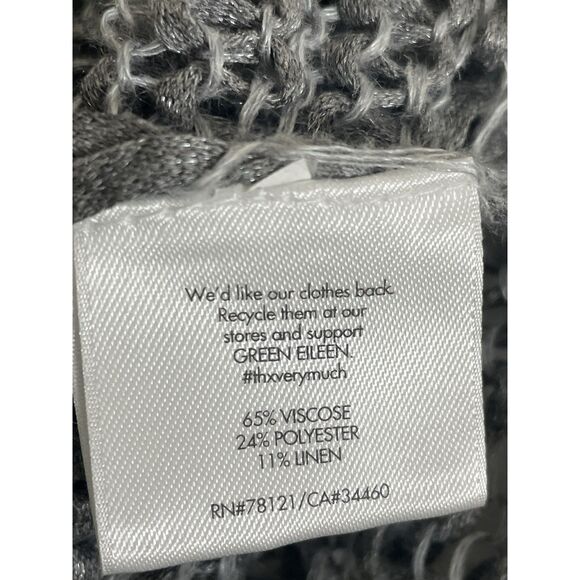 We'd like our clothes back.
Recycle them at our
stores and support
GREEN EILEEN.
#thxverymuch
65% VISCOSE
24% POLYESTER
11% LINEN
RN#78121/CA#34460